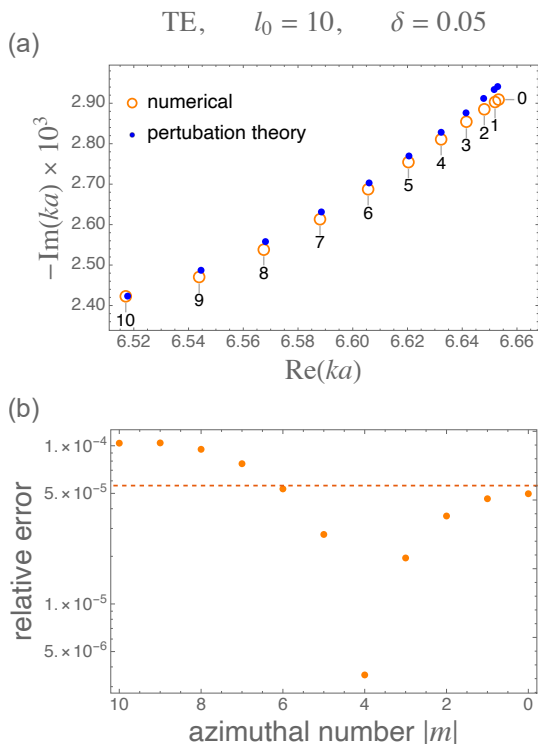 TE, l₀ = 10, δ = 0.05
(a)
numerical
pertubation theory
−Im(ka) × 10³
2.90
2.80
2.70
2.60
2.50
2.40
0
1
2
3
4
5
6
7
8
9
10
6.52 6.54 6.56 6.58 6.60 6.62 6.64 6.66
Re(ka)
(b)
relative error
1. × 10⁻⁴
5. × 10⁻⁵
1. × 10⁻⁵
5. × 10⁻⁶
10 8 6 4 2 0
azimuthal number |m|